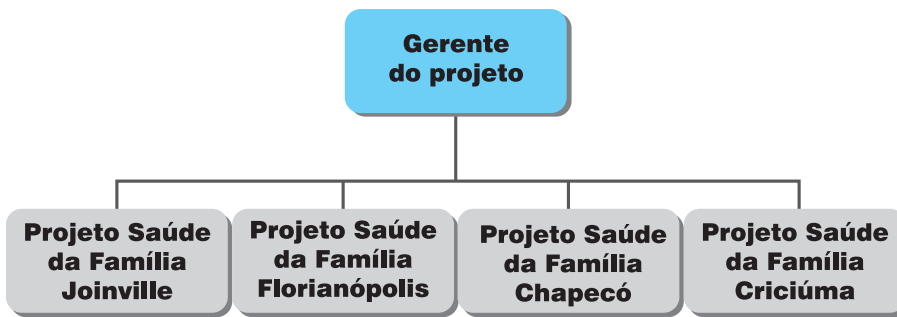 Gerente
do projeto
Projeto Saúde
da Família
Joinville
Projeto Saúde
da Família
Florianópolis
Projeto Saúde
da Família
Chapecó
Projeto Saúde
da Família
Criciúma